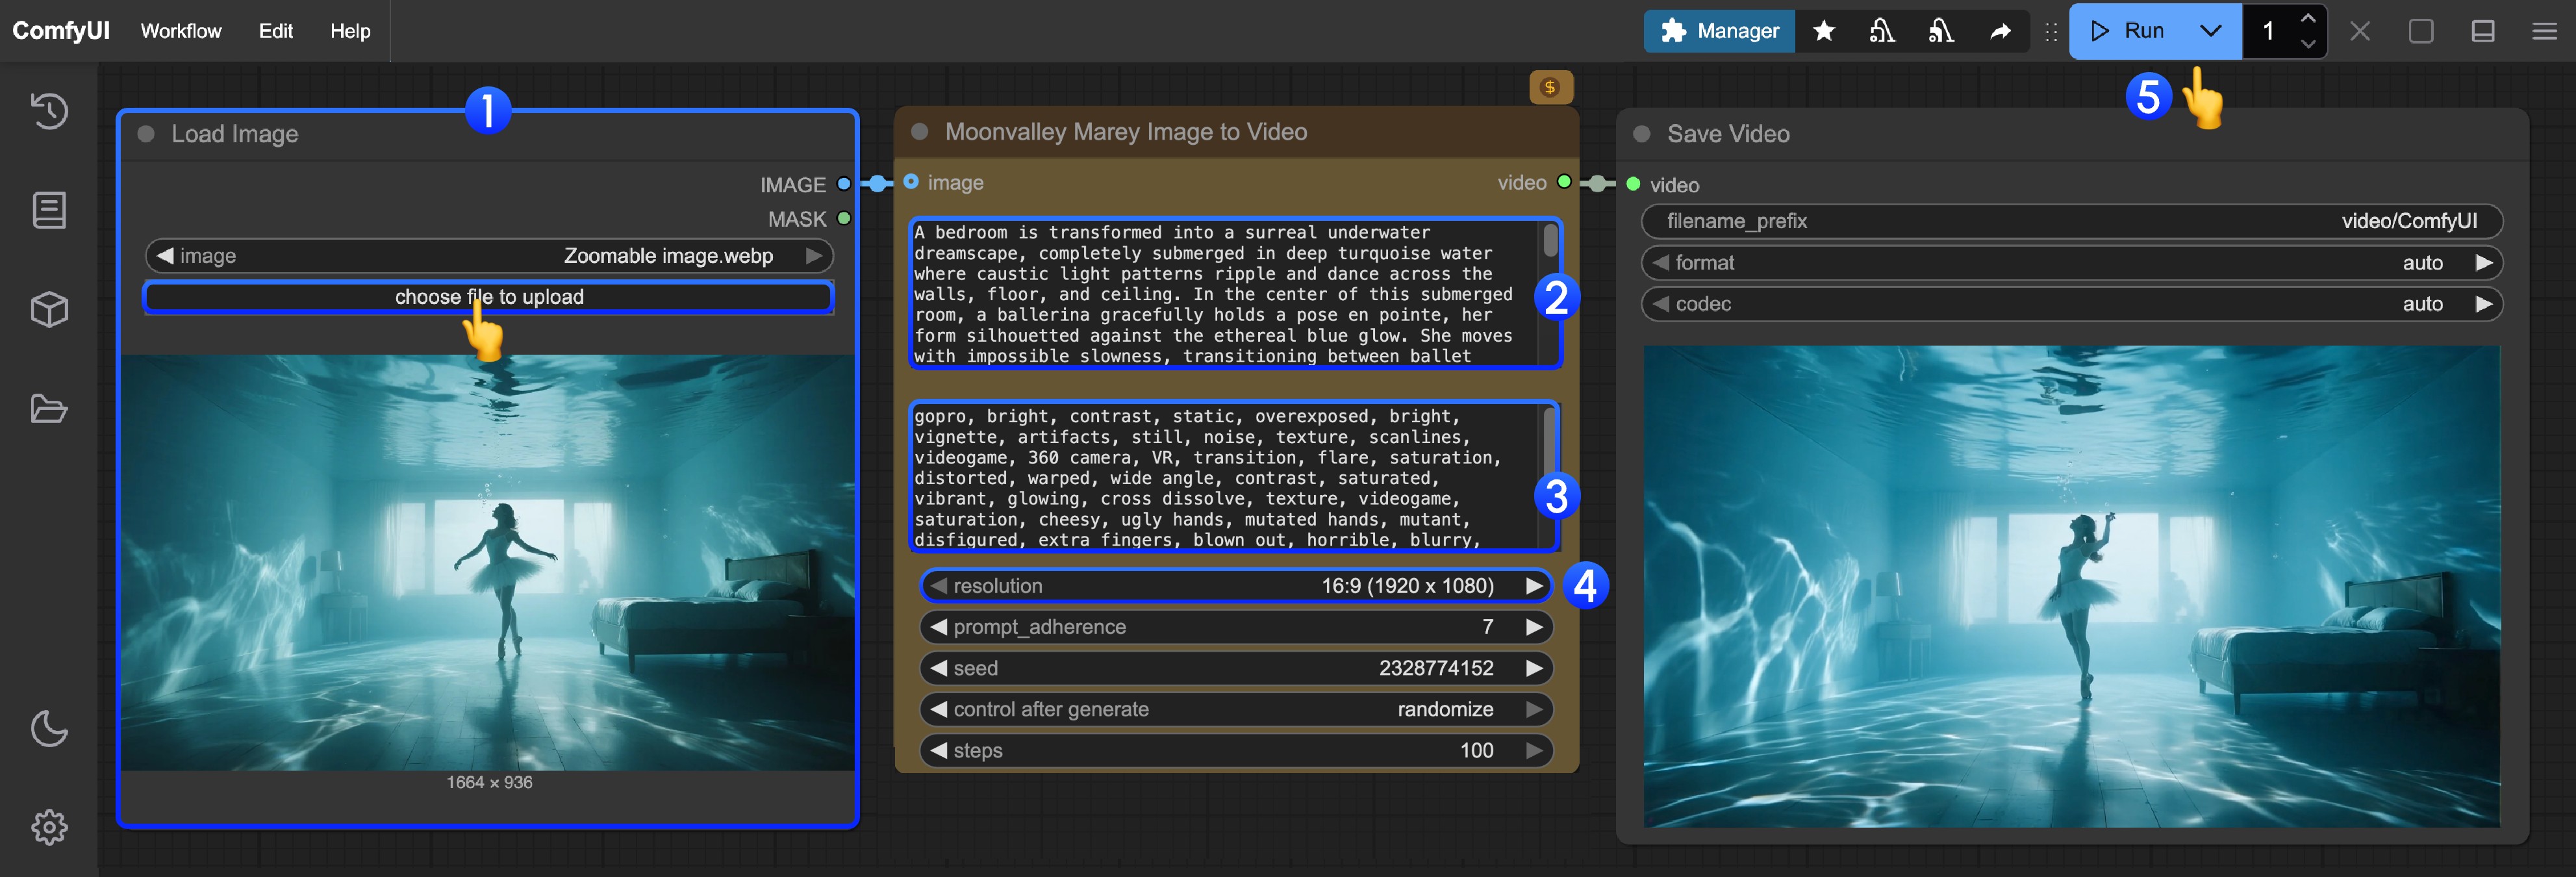 ComfyUI
Workflow
Edit
Help
Manager
Run
1
5
1
Load Image
IMAGE
MASK
image
Zoomable image.webp
choose file to upload
1664 × 936
$
Moonvalley Marey Image to Video
image
video
A bedroom is transformed into a surreal underwater
dreamscape, completely submerged in deep turquoise water
where caustic light patterns ripple and dance across the
walls, floor, and ceiling. In the center of this submerged
room, a ballerina gracefully holds a pose en pointe, her
form silhouetted against the ethereal blue glow. She moves
with impossible slowness, transitioning between ballet
2
gopro, bright, contrast, static, overexposed, bright,
vignette, artifacts, still, noise, texture, scanlines,
videogame, 360 camera, VR, transition, flare, saturation,
distorted, warped, wide angle, contrast, saturated,
vibrant, glowing, cross dissolve, texture, videogame,
saturation, cheesy, ugly hands, mutated hands, mutant,
disfigured, extra fingers, blown out, horrible, blurry,
3
resolution
16:9 (1920 x 1080)
4
prompt_adherence
7
seed
2328774152
control after generate
randomize
steps
100
Save Video
video
filename_prefix
video/ComfyUI
format
auto
codec
auto